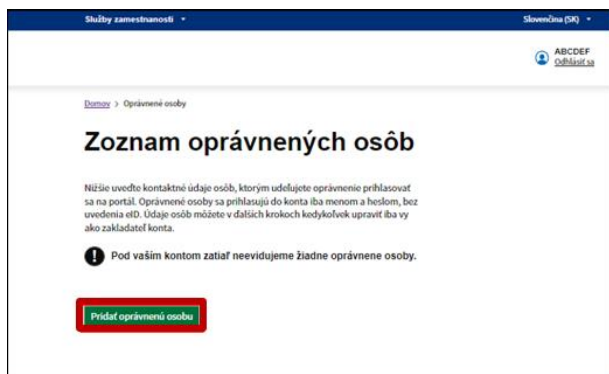 Služby zamestnanosti
Slovenčina (SK)
ABCDEF
Odhlásiť sa
Domov > Oprávnené osoby
Zoznam oprávnených osôb
Nižšie uveďte kontaktné údaje osôb, ktorým udeľujete oprávnenie prihlasovať
sa na portál. Oprávnené osoby sa prihlasujú do konta iba menom a heslom, bez
uvedenia eID. Údaje osôb môžete v ďalších krokoch kedykoľvek upraviť iba vy
ako zakladateľ konta.
Pod vaším kontom zatiaľ neevidujeme žiadne oprávnene osoby.
Pridať oprávnenú osobu